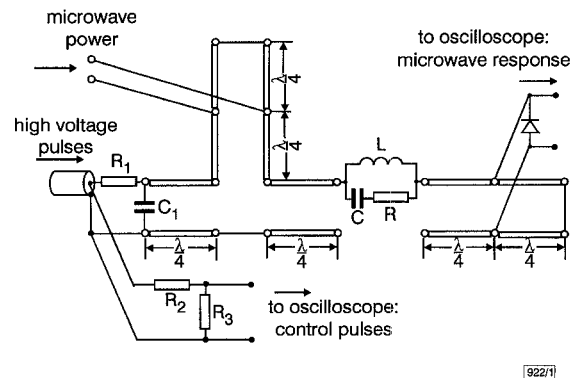 microwave
power
to oscilloscope:
microwave response
high voltage
pulses
λ
4
λ
4
R1
C1
L
C
R
λ
4
λ
4
λ
4
λ
4
R2
R3
to oscilloscope:
control pulses
922/1